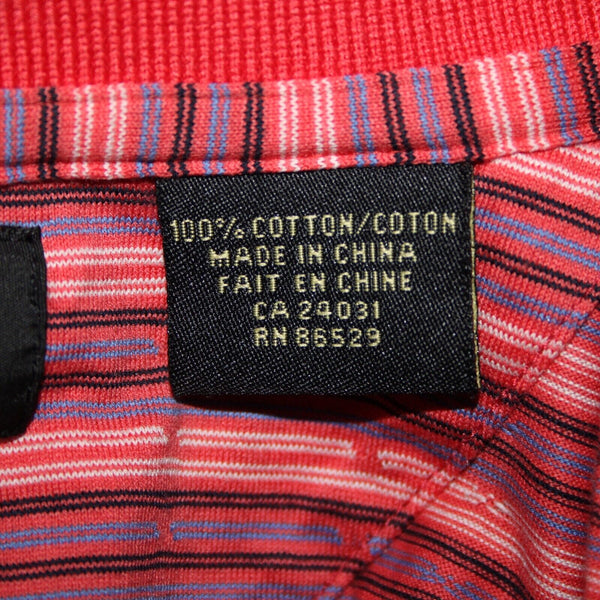 100% COTTON/COTON
MADE IN CHINA
FAIT EN CHINE
CA 24031
RN 86529